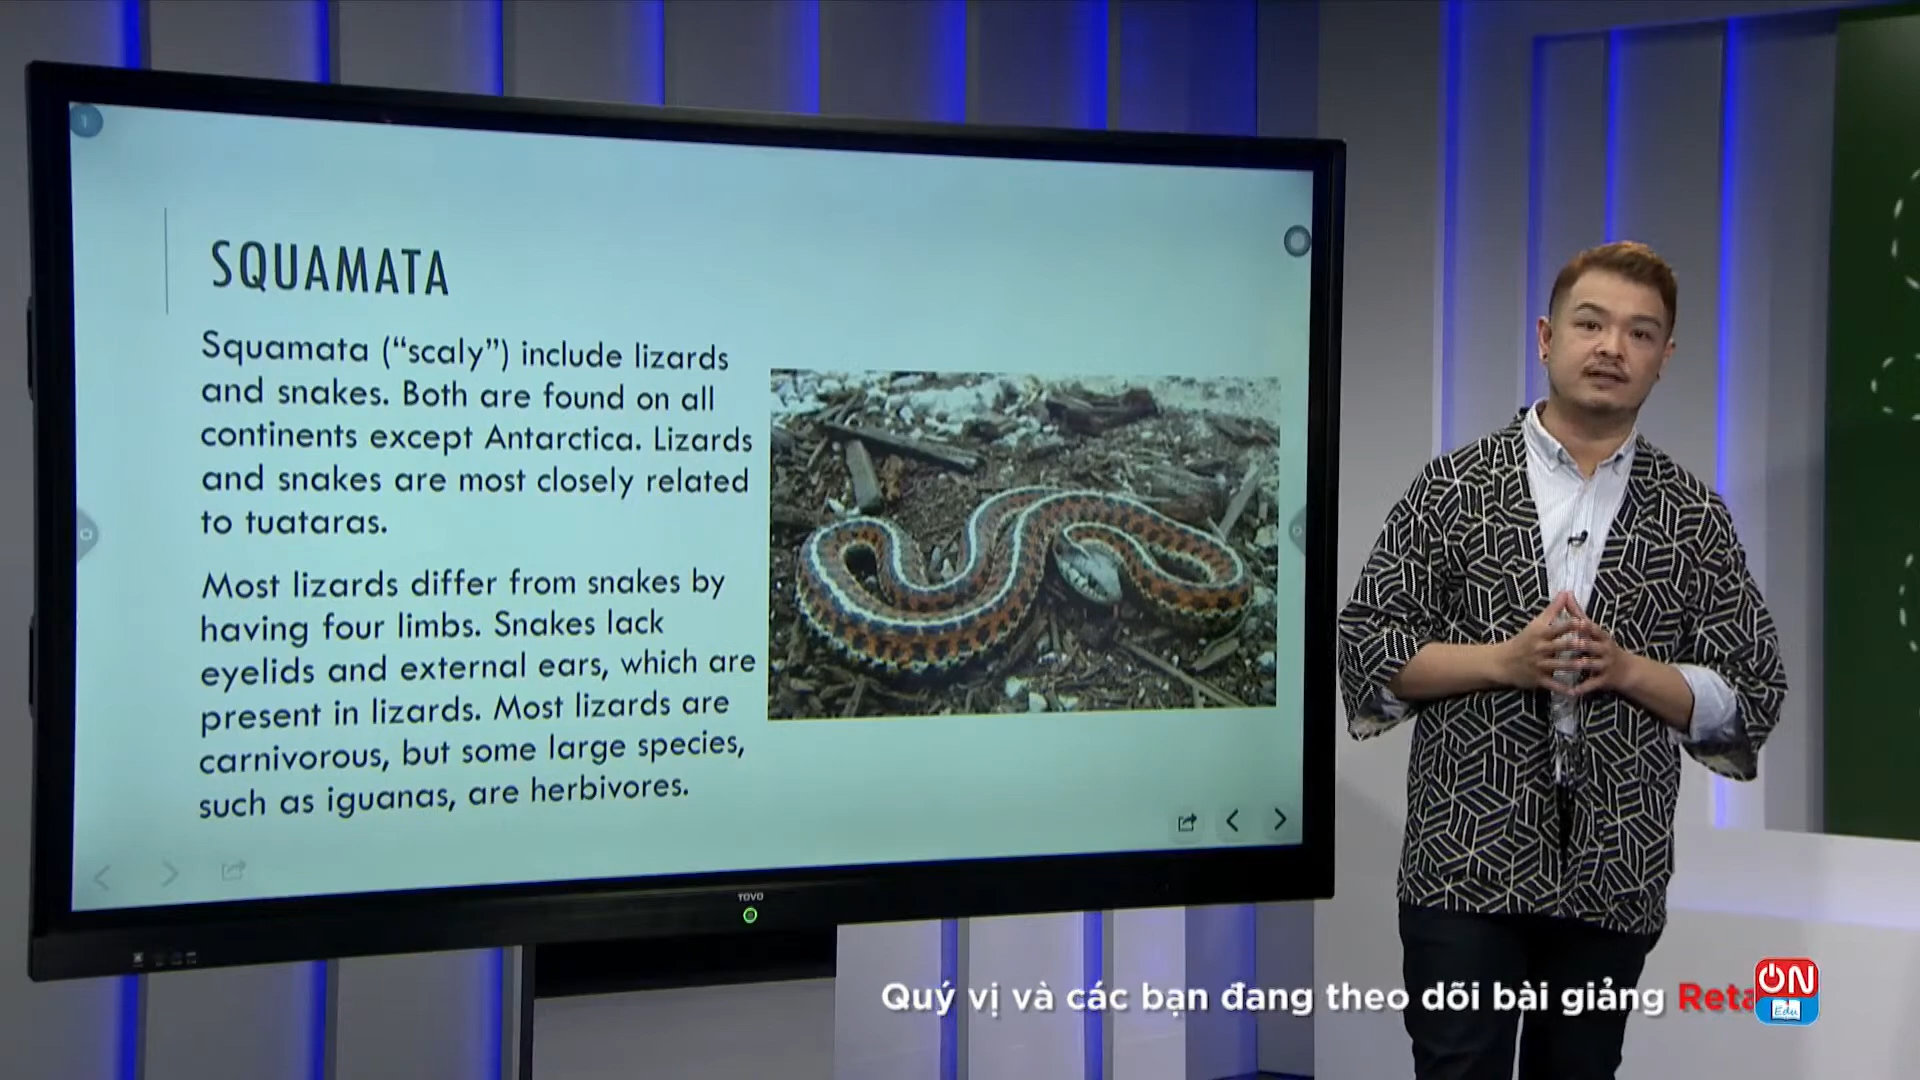 SQUAMATA
Squamata (“scaly”) include lizards
and snakes. Both are found on all
continents except Antarctica. Lizards
and snakes are most closely related
to tuataras.
Most lizards differ from snakes by
having four limbs. Snakes lack
eyelids and external ears, which are
present in lizards. Most lizards are
carnivorous, but some large species,
such as iguanas, are herbivores.
TOVO
Quý vị và các bạn đang theo dõi bài giảng
ON
Edu